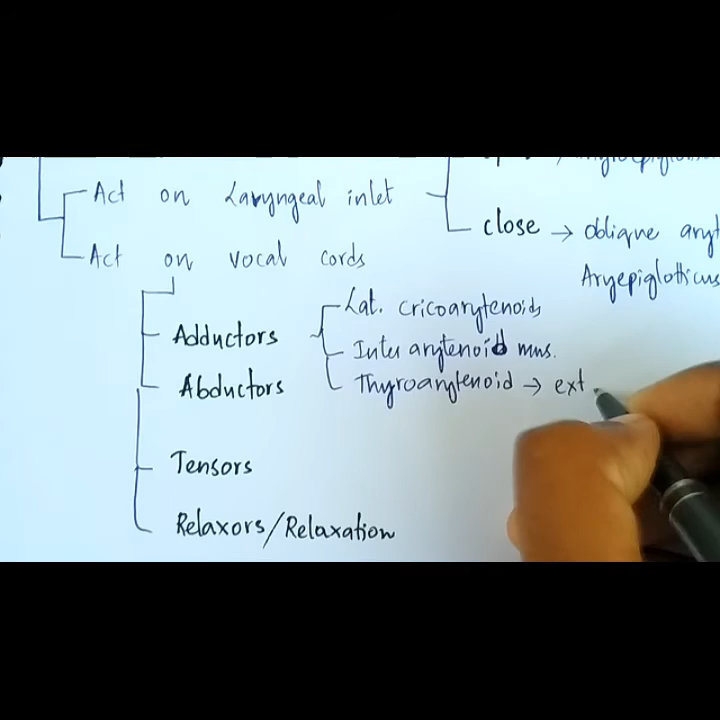 Act on Laryngeal inlet
close → oblique aryt
Act on vocal cords
Aryepiglotticus
Lat. cricoarytenoids
Adductors
Inter arytenoid mus.
Abductors
Thyroarytenoid → ext
Tensors
Relaxors/Relaxation